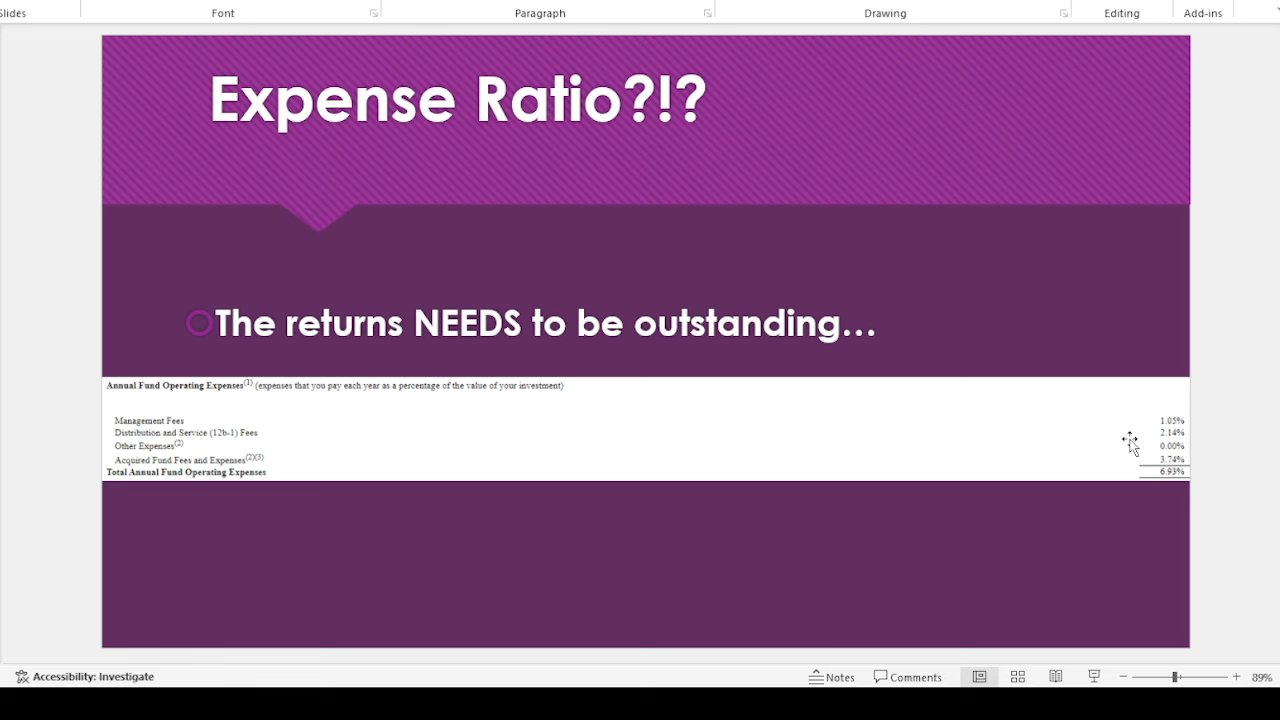 Slides
Font
Paragraph
Drawing
Editing
Add-ins
Expense Ratio?!?
The returns NEEDS to be outstanding...
Annual Fund Operating Expenses(1) (expenses that you pay each year as a percentage of the value of your investment)
Management Fees 1.05%
Distribution and Service (12b-1) Fees 2.14%
Other Expenses(2) 0.00%
Acquired Fund Fees and Expenses(2)(3) 3.74%
Total Annual Fund Operating Expenses 6.93%
Accessibility: Investigate
Notes
Comments
89%